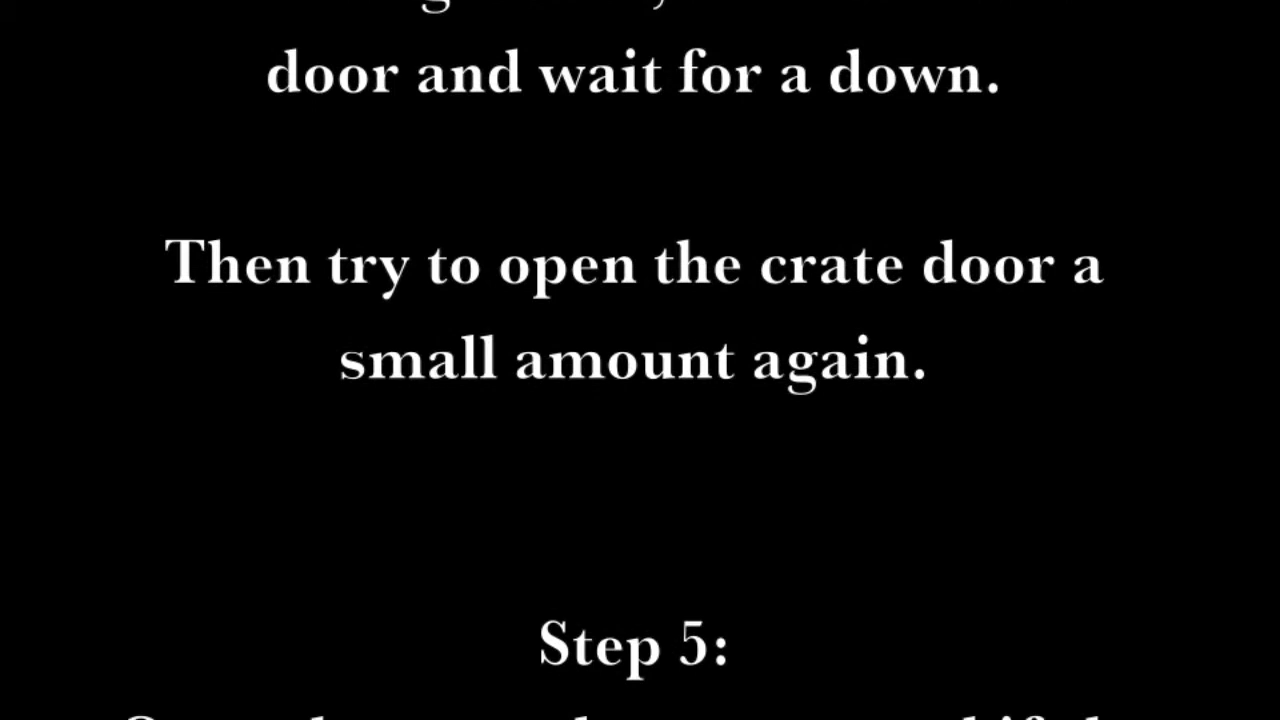 door and wait for a down.
Then try to open the crate door a
small amount again.
Step 5: